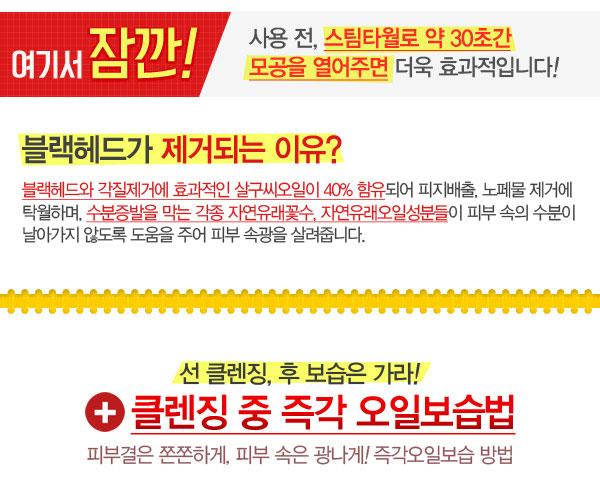 여기서 잠깐!
사용 전, 스팀타월로 약 30초간
모공을 열어주면 더욱 효과적입니다!
블랙헤드가 제거되는 이유?
블랙헤드와 각질제거에 효과적인 살구씨오일이 40% 함유되어 피지배출, 노폐물 제거에
탁월하며, 수분증발을 막는 각종 자연유래꽃수, 자연유래오일성분들이 피부 속의 수분이
날아가지 않도록 도움을 주어 피부 속광을 살려줍니다.
선 클렌징, 후 보습은 가라!
클렌징 중 즉각 오일보습법
피부결은 쫀쫀하게, 피부 속은 광나게! 즉각오일보습 방법